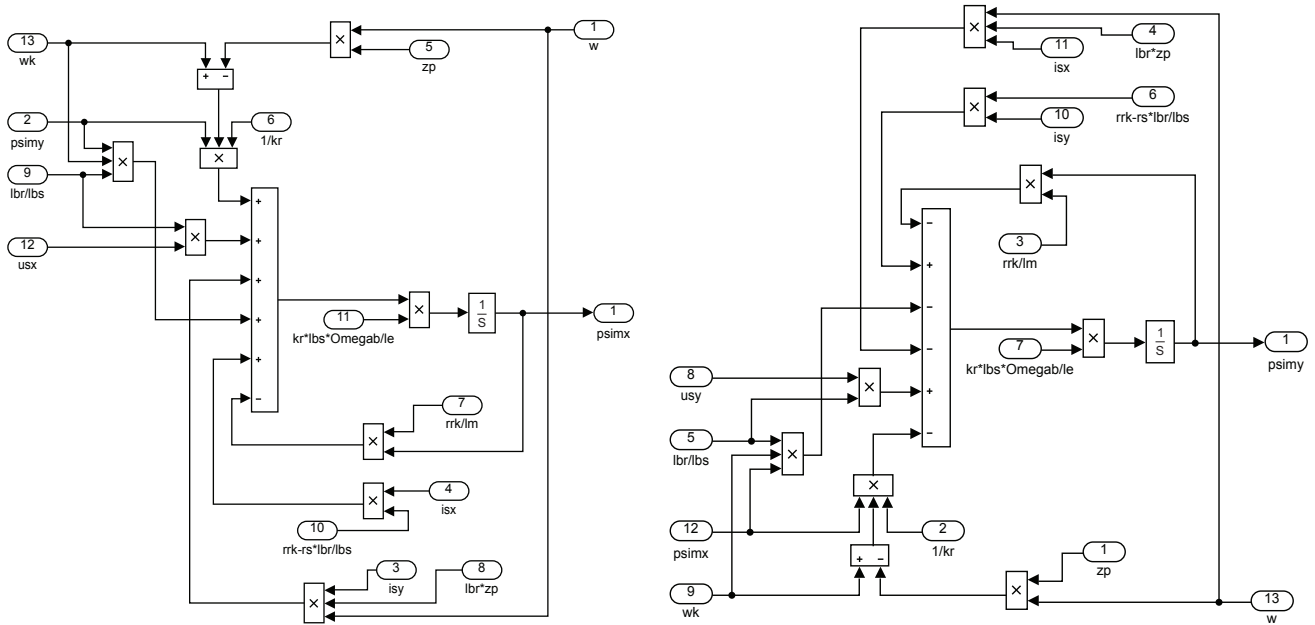 13
wk
1
w
×
5
zp
+ −
2
psimy
6
1/kr
×
×
9
lbr/lbs
+
×
12
usx
+
+
11
kr*lbs*Omegab/le
×
1
S
1
psimx
+
+
−
7
rrk/lm
×
4
isx
×
10
rrk-rs*lbr/lbs
3
isy
8
lbr*zp
×
×
4
lbr*zp
11
isx
×
6
rrk-rs*lbr/lbs
10
isy
×
3
rrk/lm
−
+
−
−
+
−
7
kr*lbs*Omegab/le
×
1
S
1
psimy
8
usy
×
5
lbr/lbs
×
×
12
psimx
2
1/kr
+ −
1
zp
9
wk
×
13
w